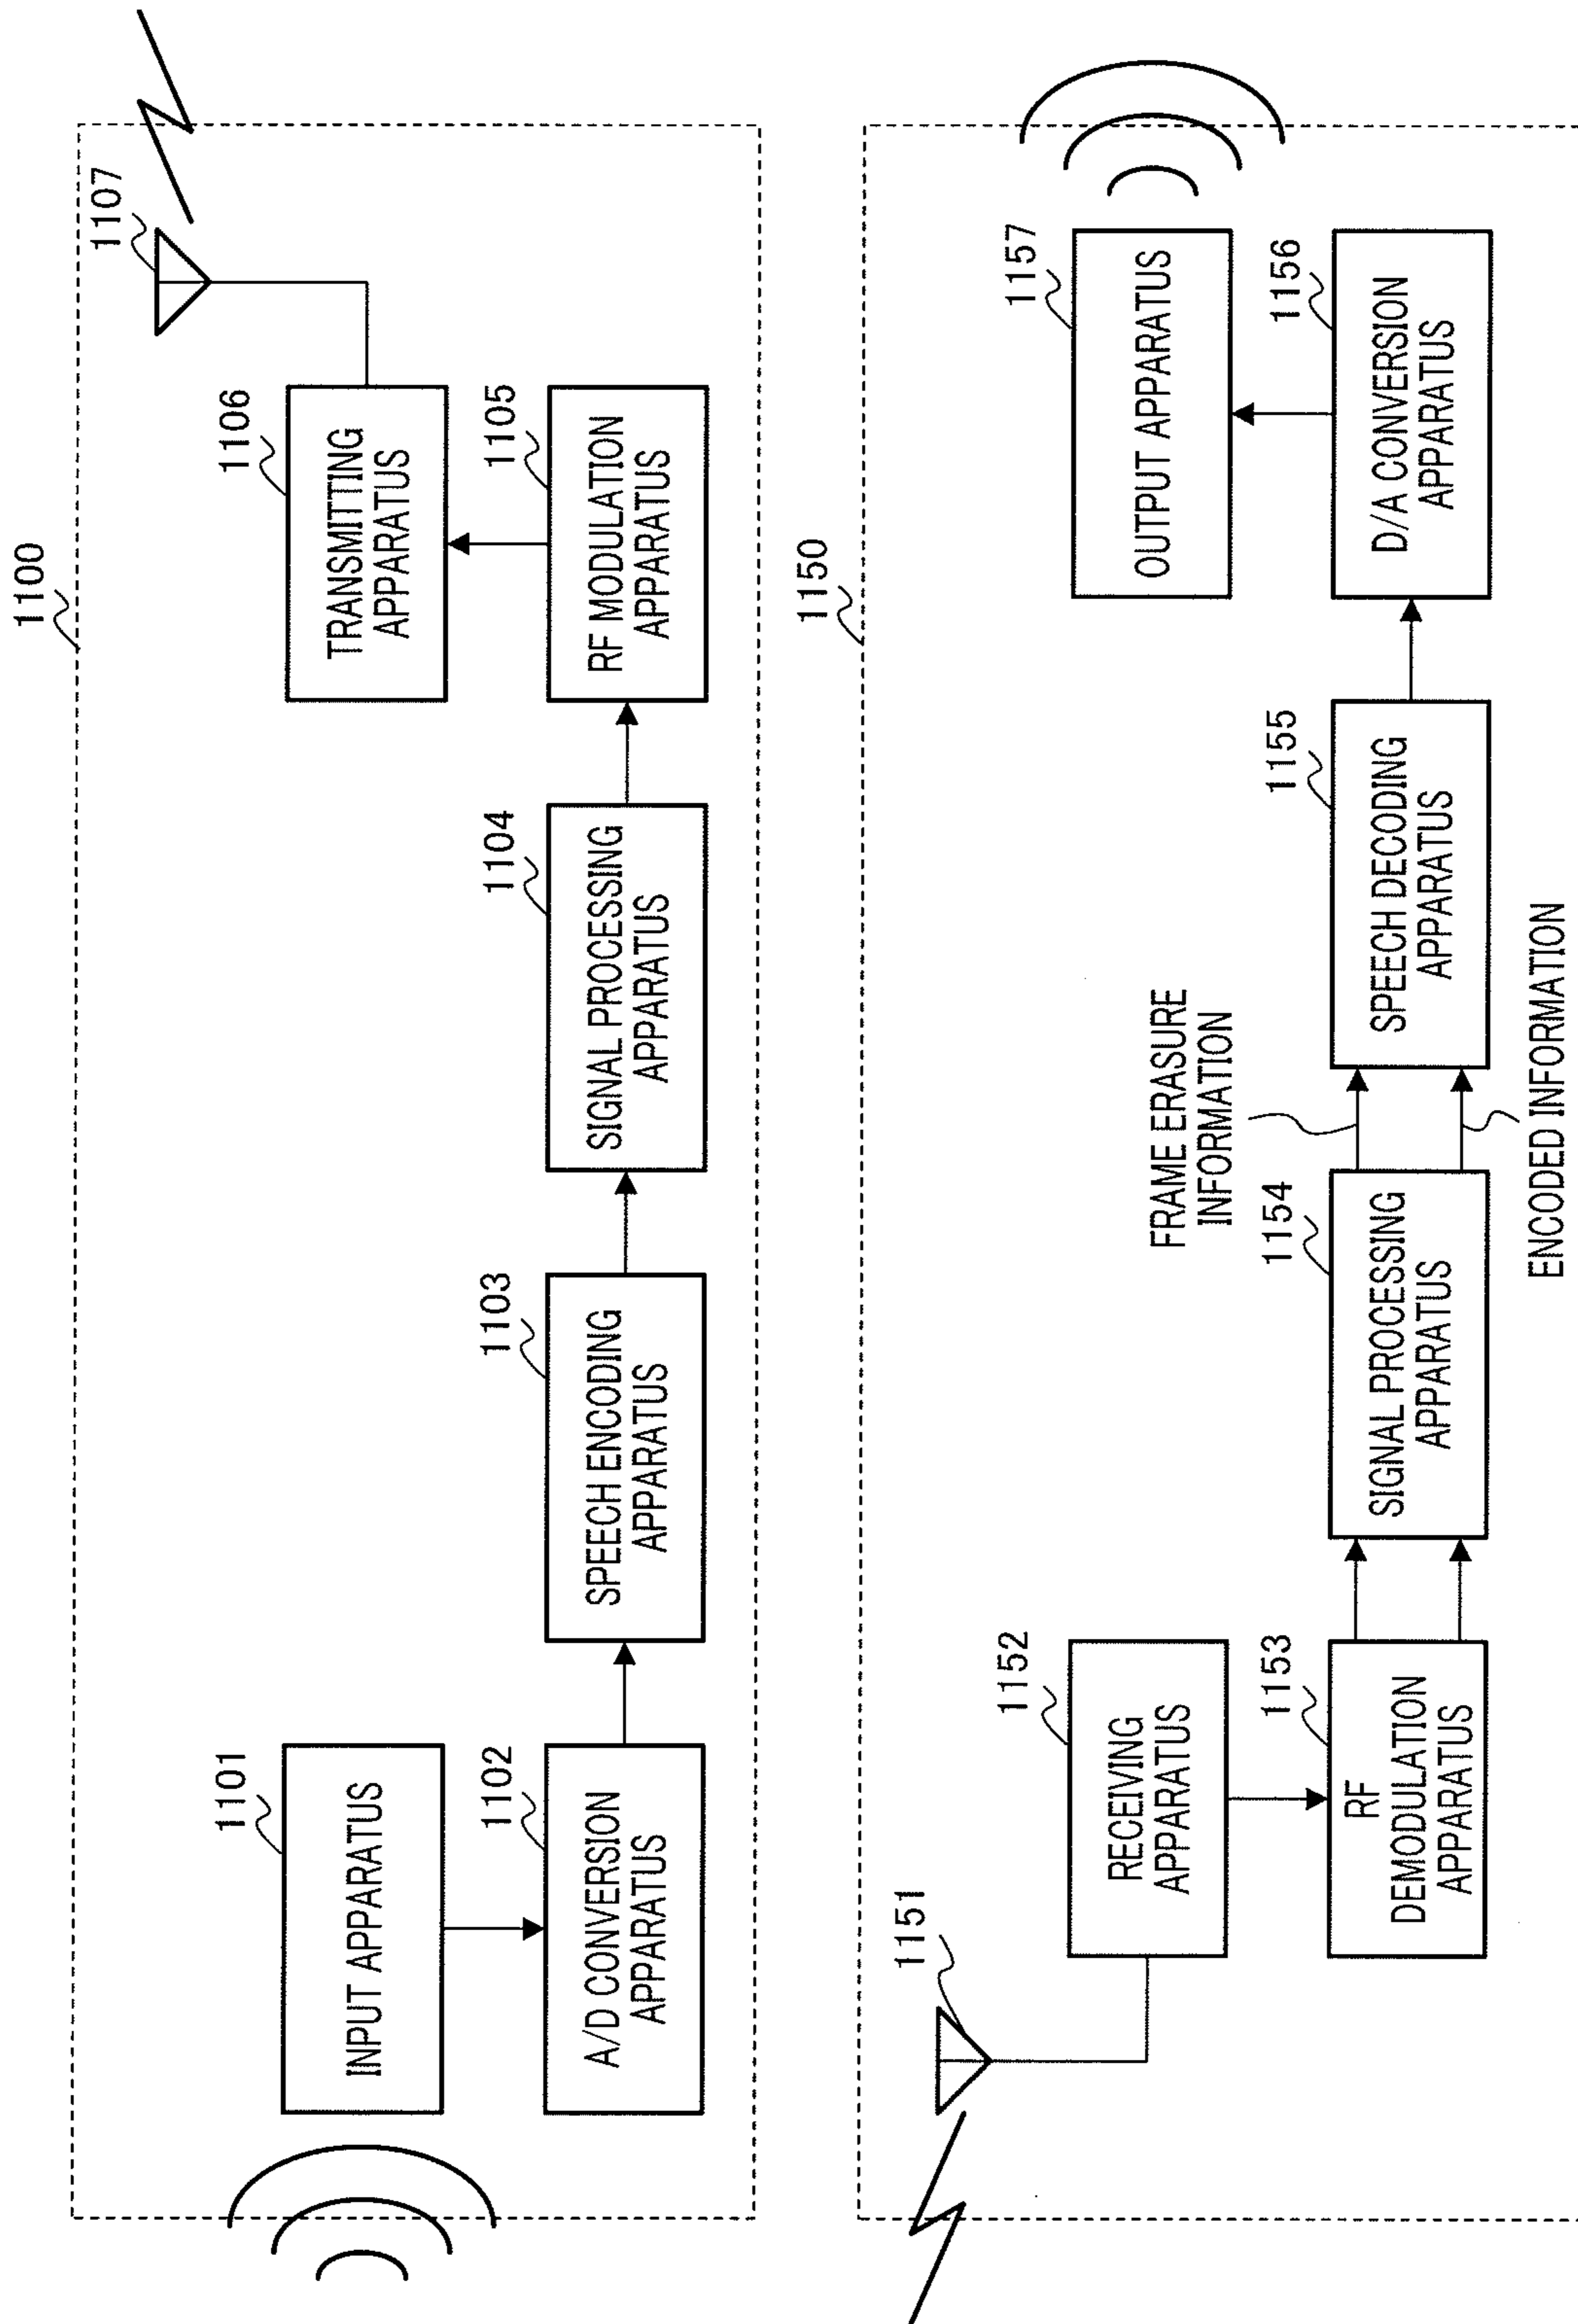 1100
1101
INPUT APPARATUS
1102
A/D CONVERSION
APPARATUS
1103
SPEECH ENCODING
APPARATUS
1104
SIGNAL PROCESSING
APPARATUS
1105
RF MODULATION
APPARATUS
1106
TRANSMITTING
APPARATUS
1107
1150
1151
1152
RECEIVING
APPARATUS
1153
RF
DEMODULATION
APPARATUS
1154
SIGNAL PROCESSING
APPARATUS
FRAME ERASURE
INFORMATION
ENCODED INFORMATION
1155
SPEECH DECODING
APPARATUS
1156
D/A CONVERSION
APPARATUS
1157
OUTPUT APPARATUS